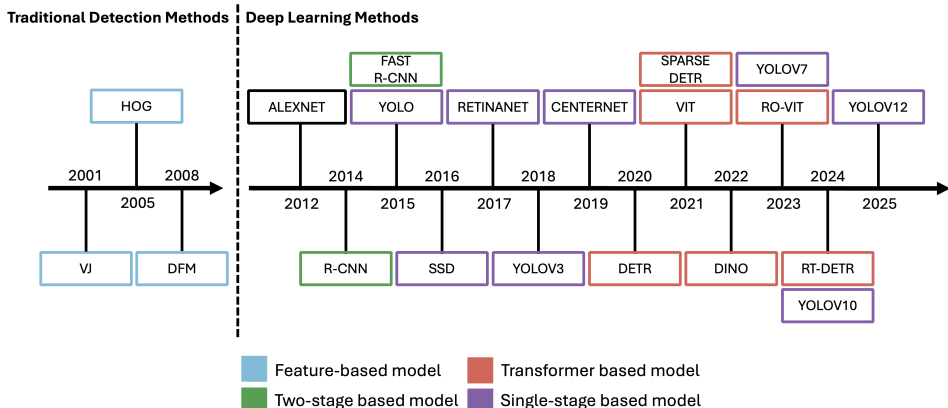 Traditional Detection Methods
Deep Learning Methods
FAST
R-CNN
SPARSE
DETR
YOLOV7
HOG
ALEXNET
YOLO
RETINANET
CENTERNET
VIT
RO-VIT
YOLOV12
2001
2008
2014
2016
2018
2020
2022
2024
2005
2012
2015
2017
2019
2021
2023
2025
VJ
DFM
R-CNN
SSD
YOLOV3
DETR
DINO
RT-DETR
YOLOV10
Feature-based model
Transformer based model
Two-stage based model
Single-stage based model